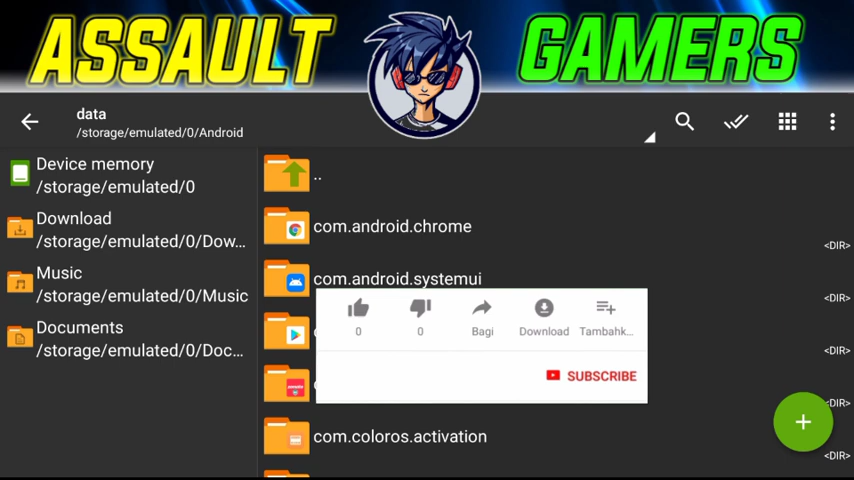 ASSAULT GAMERS
data
/storage/emulated/0/Android
Device memory
/storage/emulated/0
Download
/storage/emulated/0/Dow...
Music
/storage/emulated/0/Music
Documents
/storage/emulated/0/Doc...
..
com.android.chrome
<DIR>
com.android.systemui
<DIR>
<DIR>
<DIR>
com.coloros.activation
<DIR>
0
0
Bagi
Download
Tambahk...
SUBSCRIBE